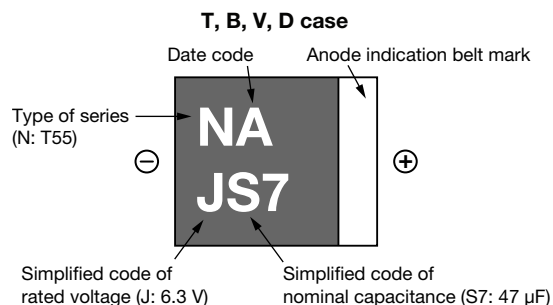 T, B, V, D case
Date code
Anode indication belt mark
Type of series
(N: T55)
NA
⊖
⊕
JS7
Simplified code of
rated voltage (J: 6.3 V)
Simplified code of
nominal capacitance (S7: 47 μF)